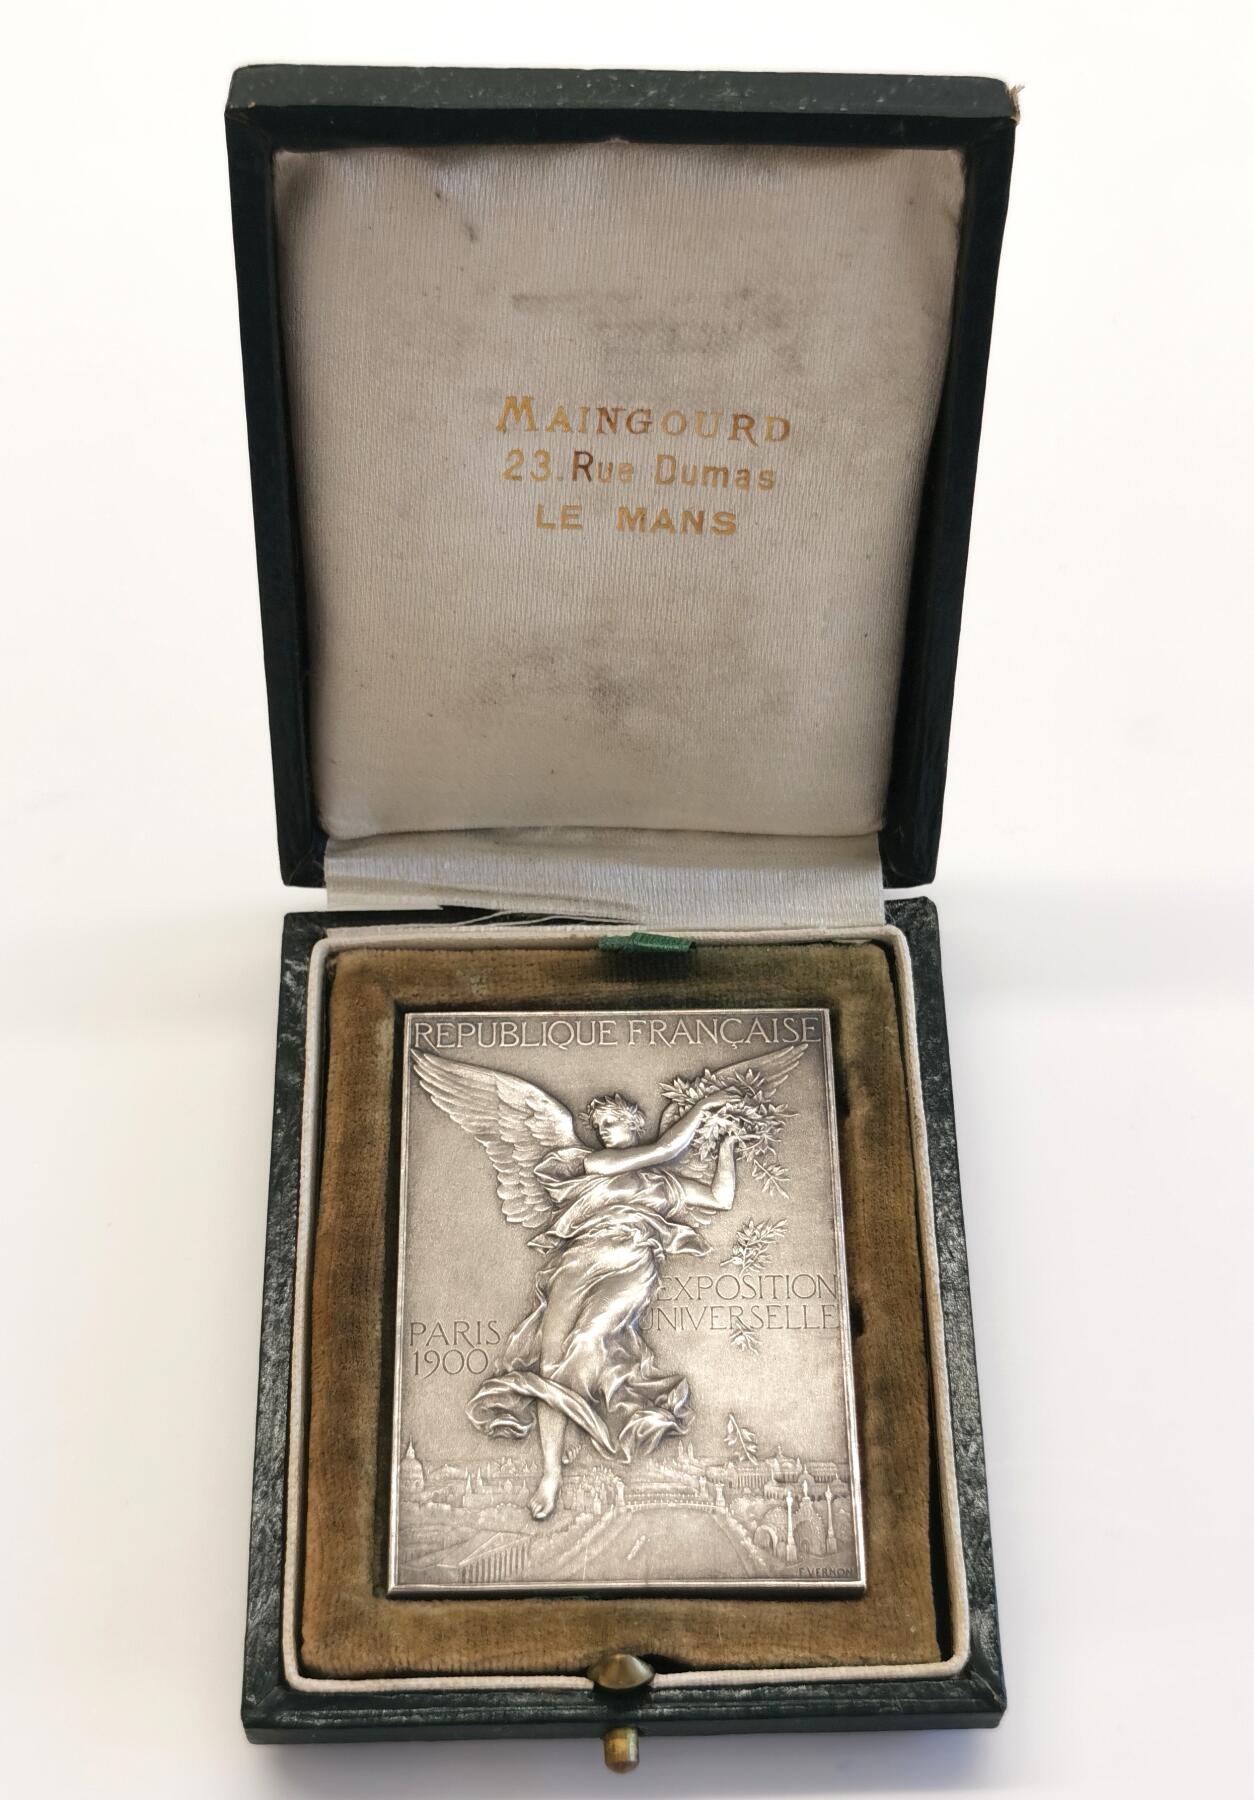 MAINGOURD
23.Rue Dumas
LE MANS
REPUBLIQUE FRANÇAISE
EXPOSITION
UNIVERSELLE
PARIS
1900
F.VERNON